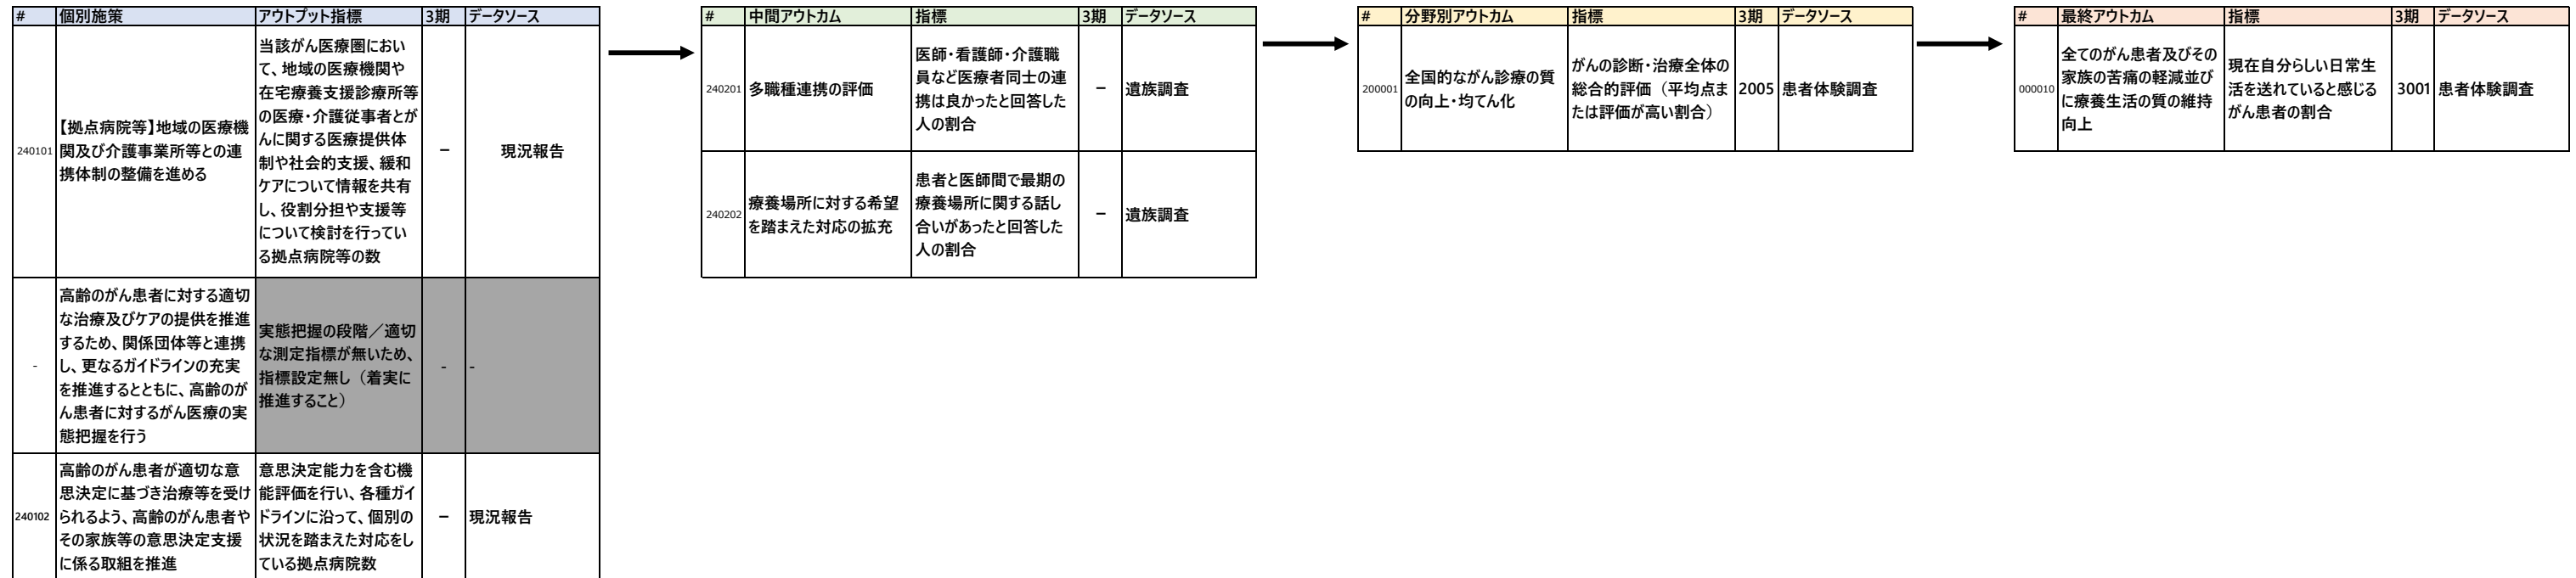 # 個別施策 アウトプット指標 3期 データソース
240101
【拠点病院等】地域の医療機
関及び介護事業所等との連
携体制の整備を進める
当該がん医療圏におい
て、地域の医療機関や
在宅療養支援診療所等
の医療・介護従事者とが
んに関する医療提供体
制や社会的支援、緩和
ケアについて情報を共有
し、役割分担や支援等
について検討を行ってい
る拠点病院等の数
－
現況報告
-
高齢のがん患者に対する適切
な治療及びケアの提供を推進
するため、関係団体等と連携
し、更なるガイドラインの充実
を推進するとともに、高齢のが
ん患者に対するがん医療の実
態把握を行う
実態把握の段階／適切
な測定指標が無いため、
指標設定無し（着実に
推進すること）
-
-
240102
高齢のがん患者が適切な意
思決定に基づき治療等を受け
られるよう、高齢のがん患者や
その家族等の意思決定支援
に係る取組を推進
意思決定能力を含む機
能評価を行い、各種ガイ
ドラインに沿って、個別の
状況を踏まえた対応をし
ている拠点病院数
－
現況報告
# 中間アウトカム 指標 3期 データソース
240201
多職種連携の評価
医師・看護師・介護職
員など医療者同士の連
携は良かったと回答した
人の割合
－
遺族調査
240202
療養場所に対する希望
を踏まえた対応の拡充
患者と医師間で最期の
療養場所に関する話し
合いがあったと回答した
人の割合
－
遺族調査
# 分野別アウトカム 指標 3期 データソース
200001
全国的ながん診療の質
の向上・均てん化
がんの診断・治療全体の
総合的評価（平均点ま
たは評価が高い割合）
2005
患者体験調査
# 最終アウトカム 指標 3期 データソース
000010
全てのがん患者及びその
家族の苦痛の軽減並び
に療養生活の質の維持
向上
現在自分らしい日常生
活を送れていると感じる
がん患者の割合
3001
患者体験調査